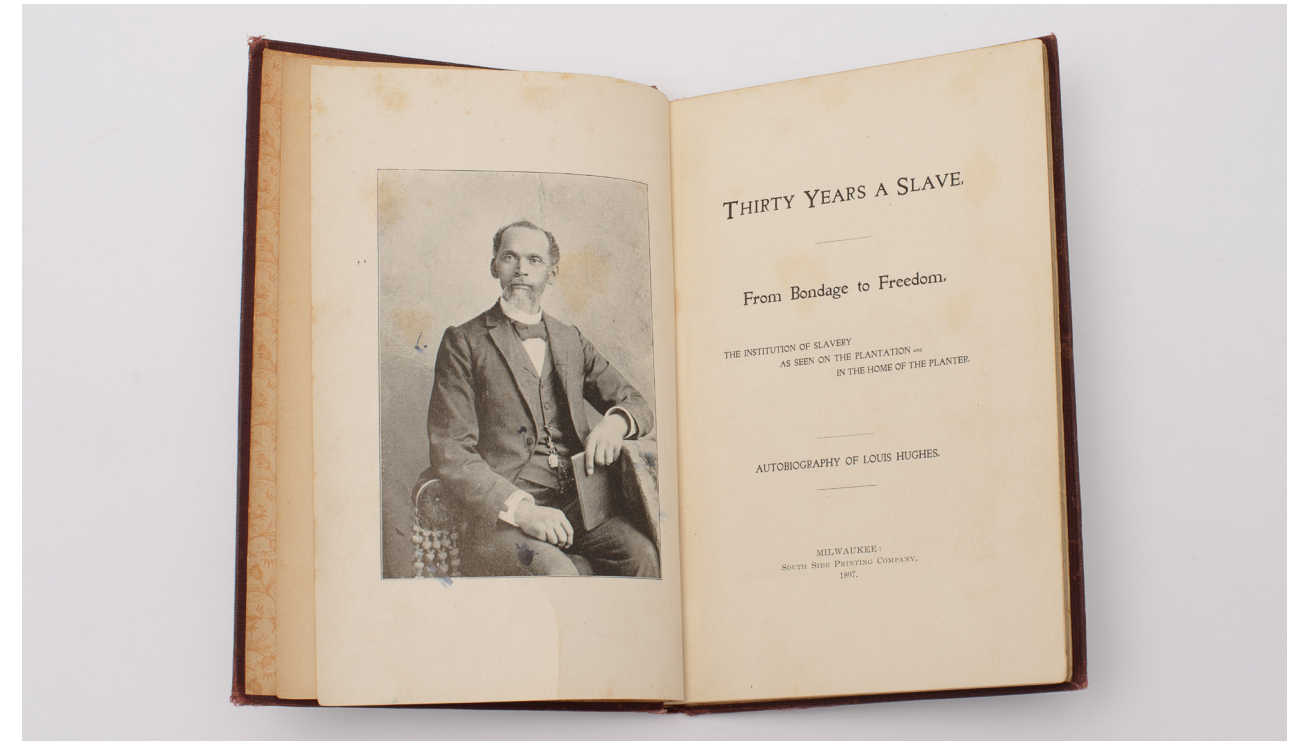 THIRTY YEARS A SLAVE.
From Bondage to Freedom.
THE INSTITUTION OF SLAVERY
AS SEEN ON THE PLANTATION AND
IN THE HOME OF THE PLANTER.
AUTOBIOGRAPHY OF LOUIS HUGHES.
MILWAUKEE:
SOUTH SIDE PRINTING COMPANY.
1897.